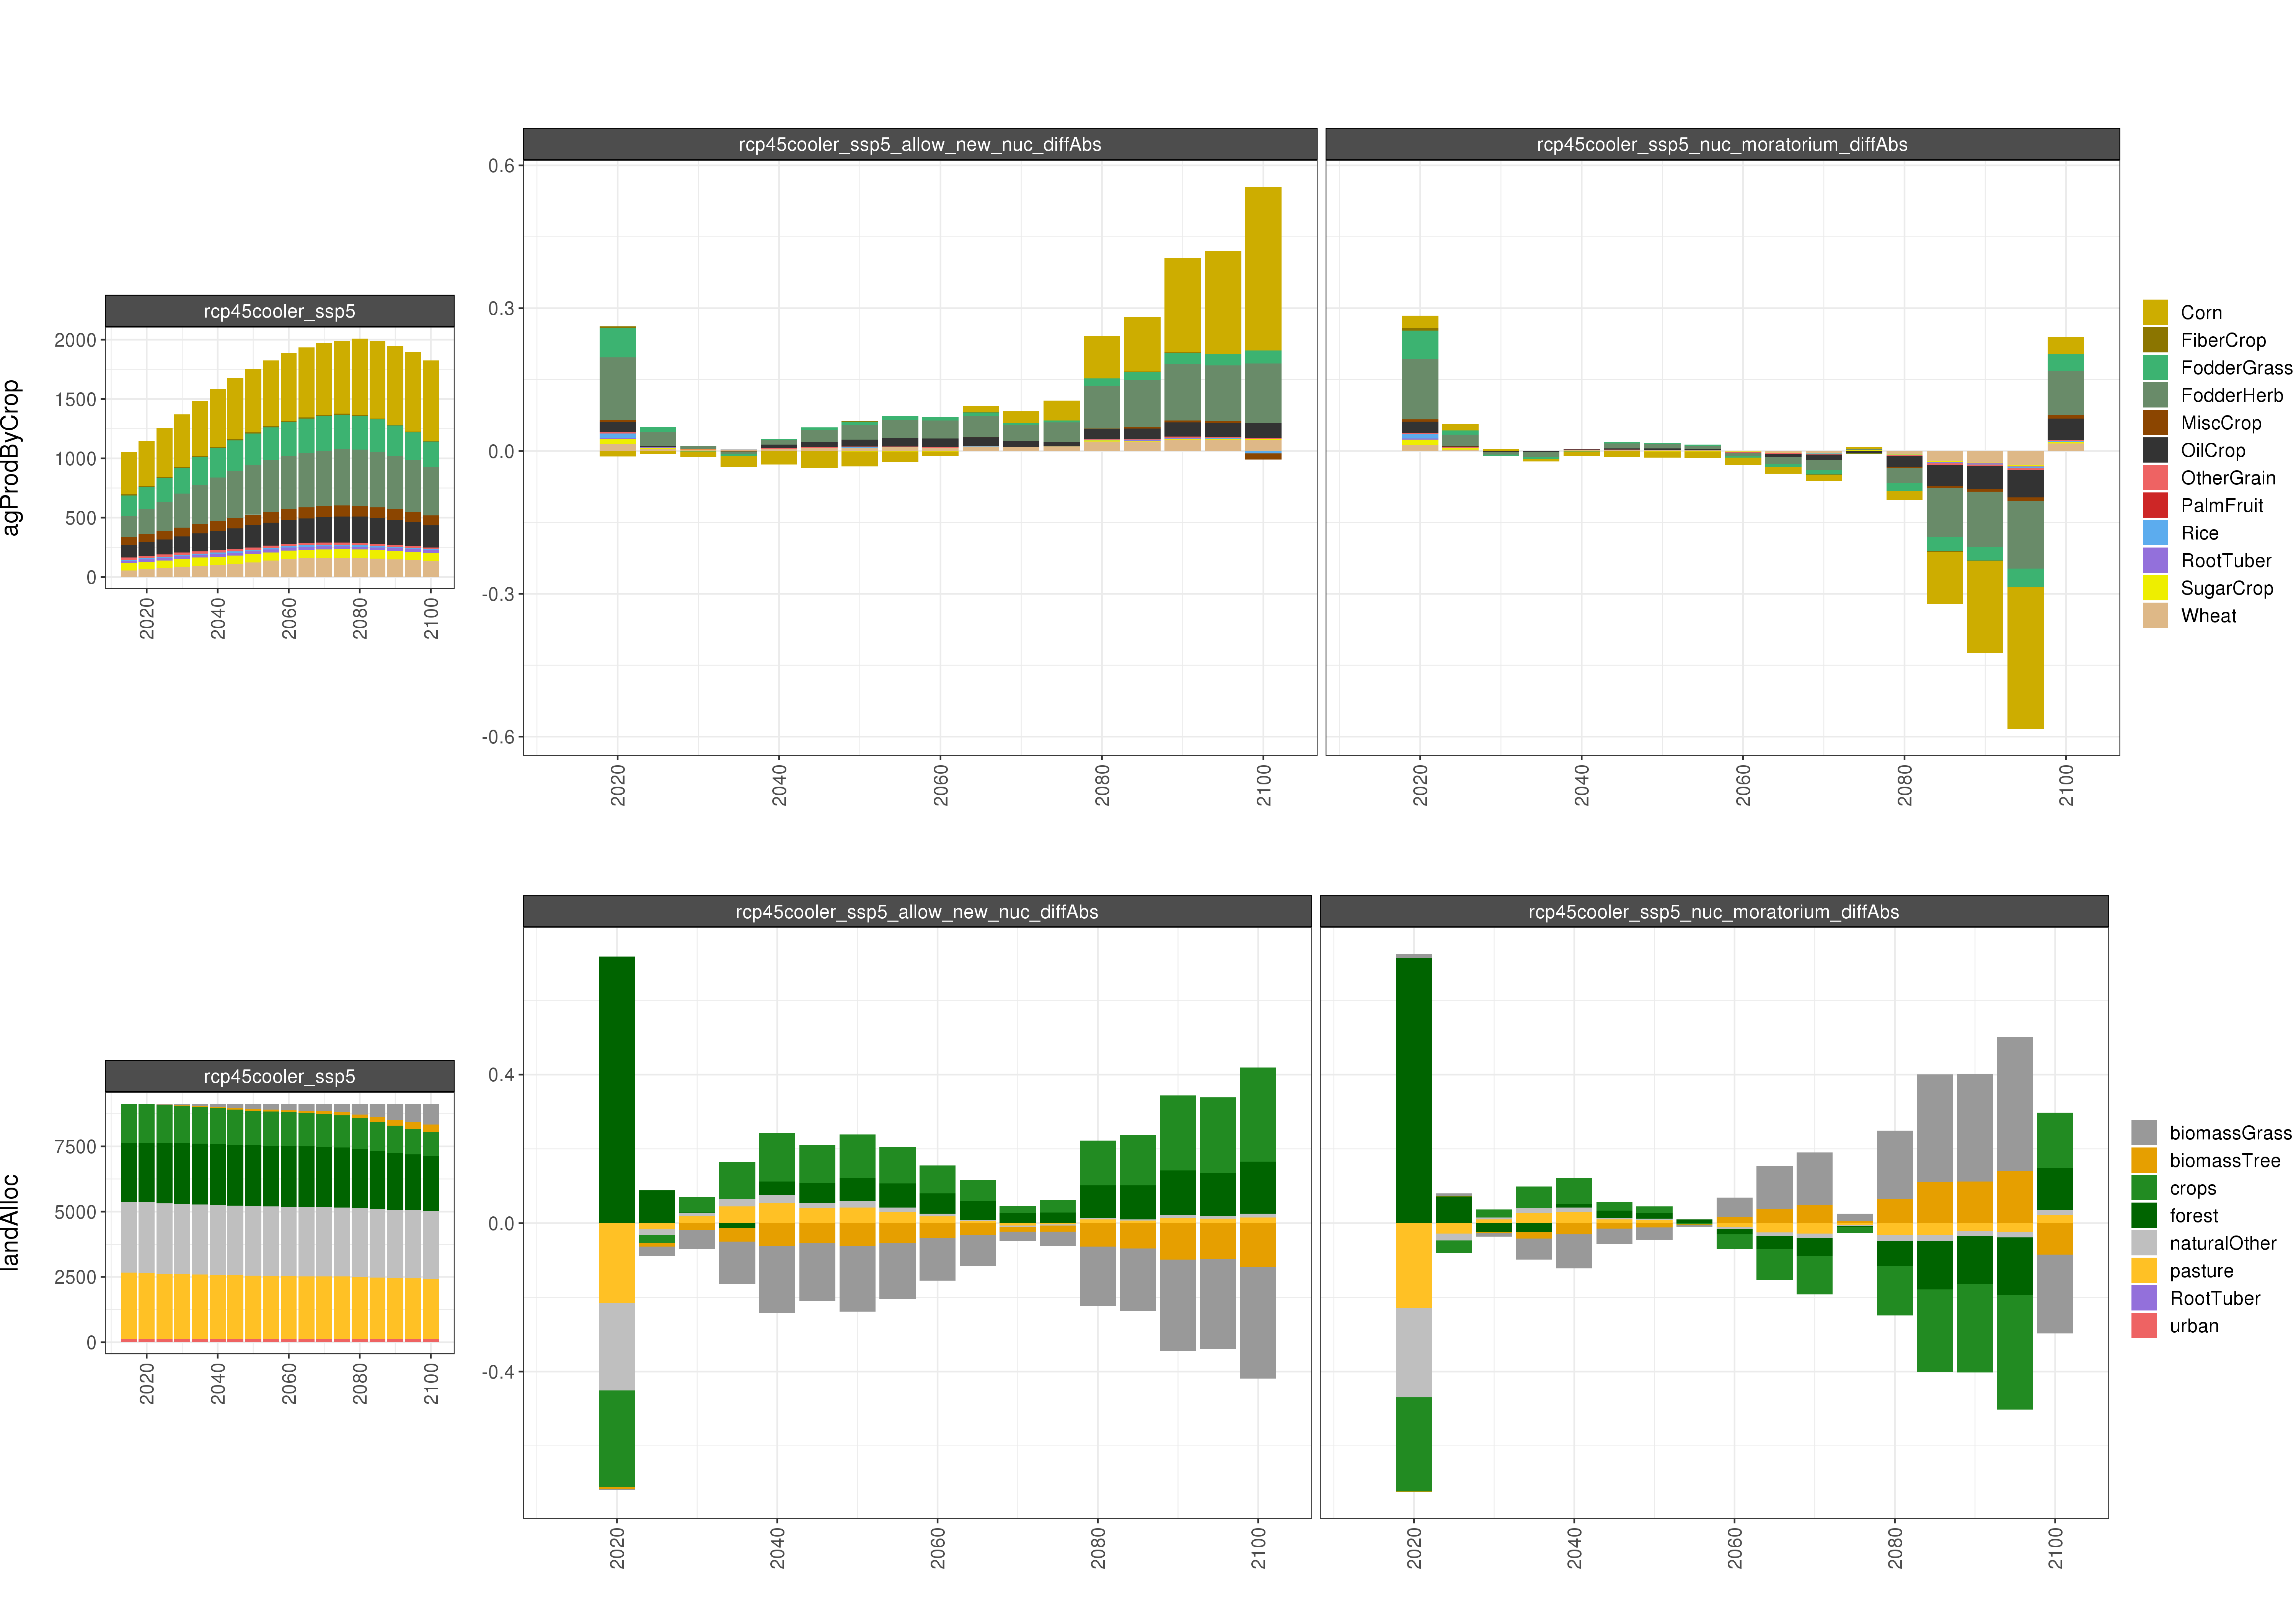 agProdByCrop
rcp45cooler_ssp5
2000
1500
1000
500
0
2020
2040
2060
2080
2100
rcp45cooler_ssp5_allow_new_nuc_diffAbs
rcp45cooler_ssp5_nuc_moratorium_diffAbs
0.6
0.3
0.0
-0.3
-0.6
2020
2040
2060
2080
2100
2020
2040
2060
2080
2100
Corn
FiberCrop
FodderGrass
FodderHerb
MiscCrop
OilCrop
OtherGrain
PalmFruit
Rice
RootTuber
SugarCrop
Wheat
landAlloc
rcp45cooler_ssp5
7500
5000
2500
0
2020
2040
2060
2080
2100
rcp45cooler_ssp5_allow_new_nuc_diffAbs
rcp45cooler_ssp5_nuc_moratorium_diffAbs
0.4
0.0
-0.4
2020
2040
2060
2080
2100
2020
2040
2060
2080
2100
biomassGrass
biomassTree
crops
forest
naturalOther
pasture
RootTuber
urban